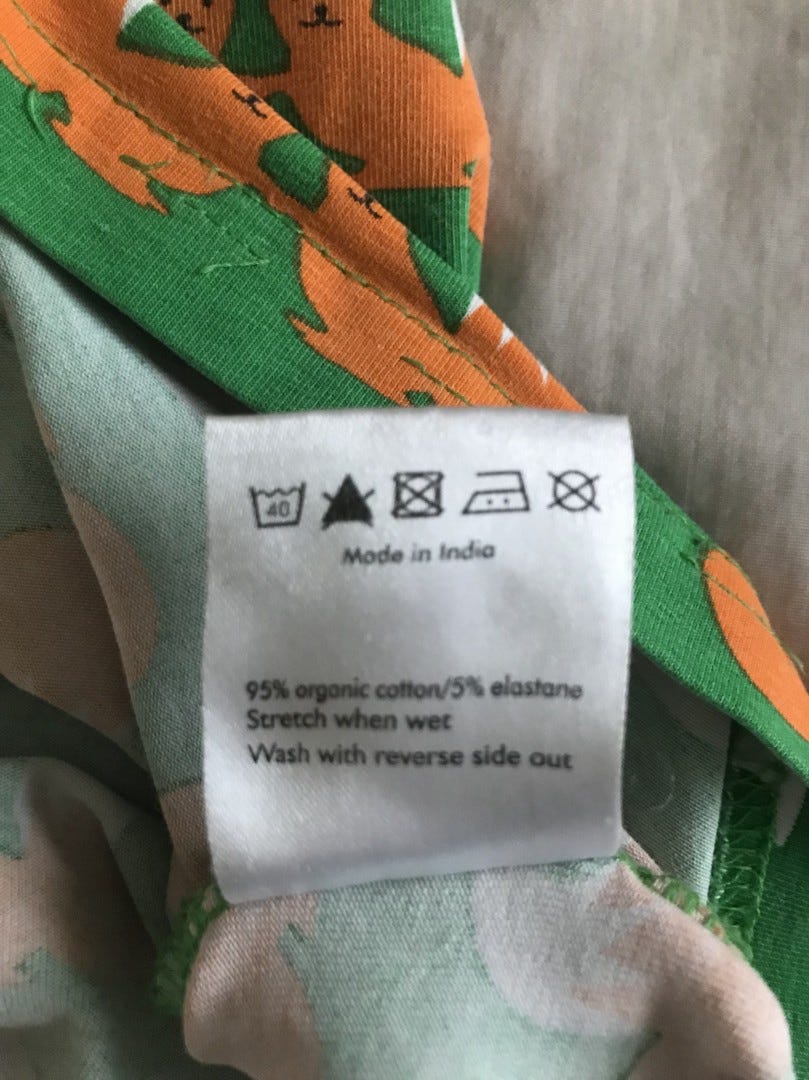 40
Made in India
95% organic cotton/5% elastane
Stretch when wet
Wash with reverse side out